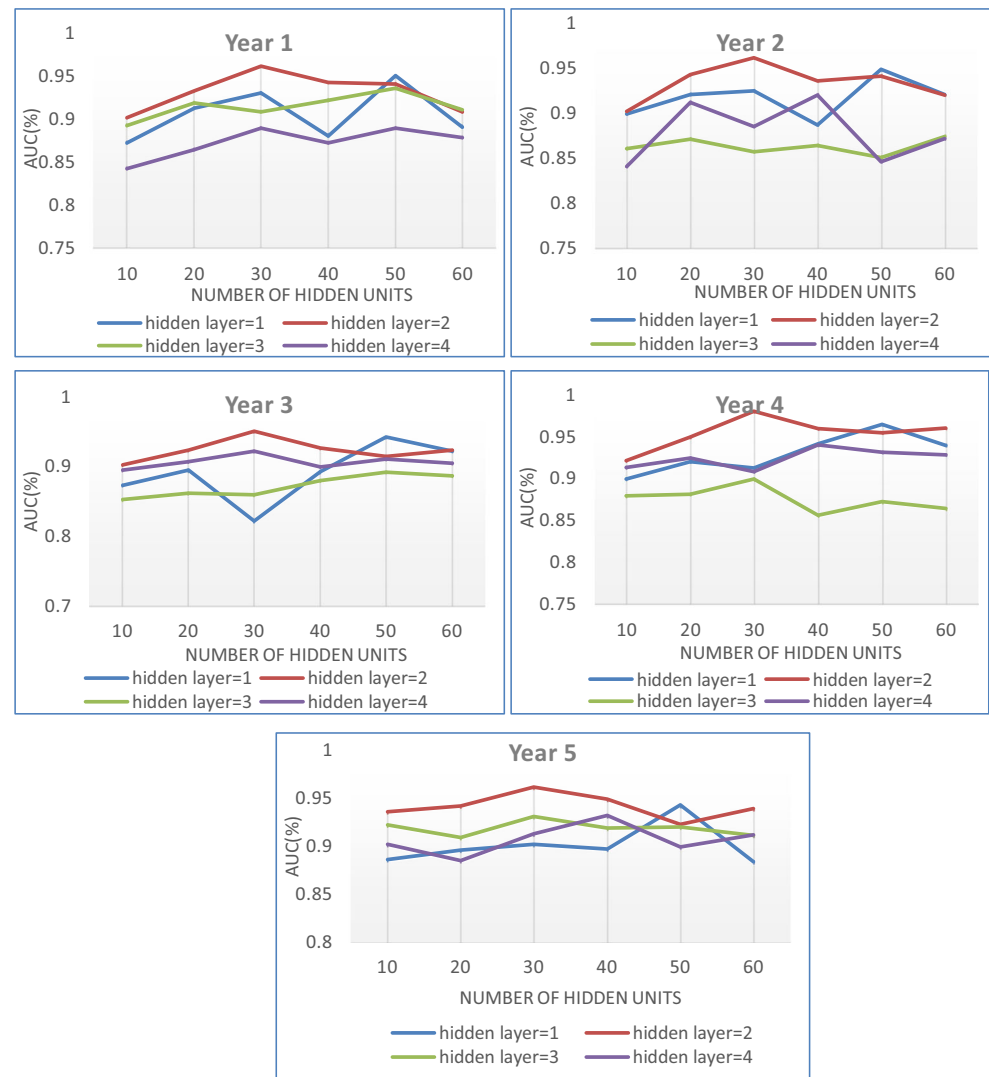 Year 1
AUC(%)
1
0.95
0.9
0.85
0.8
0.75
10 20 30 40 50 60
NUMBER OF HIDDEN UNITS
hidden layer=1 hidden layer=2
hidden layer=3 hidden layer=4
Year 2
AUC(%)
1
0.95
0.9
0.85
0.8
0.75
10 20 30 40 50 60
NUMBER OF HIDDEN UNITS
hidden layer=1 hidden layer=2
hidden layer=3 hidden layer=4
Year 3
AUC(%)
1
0.9
0.8
0.7
10 20 30 40 50 60
NUMBER OF HIDDEN UNITS
hidden layer=1 hidden layer=2
hidden layer=3 hidden layer=4
Year 4
AUC(%)
1
0.95
0.9
0.85
0.8
0.75
10 20 30 40 50 60
NUMBER OF HIDDEN UNITS
hidden layer=1 hidden layer=2
hidden layer=3 hidden layer=4
Year 5
AUC(%)
1
0.95
0.9
0.85
0.8
10 20 30 40 50 60
NUMBER OF HIDDEN UNITS
hidden layer=1 hidden layer=2
hidden layer=3 hidden layer=4